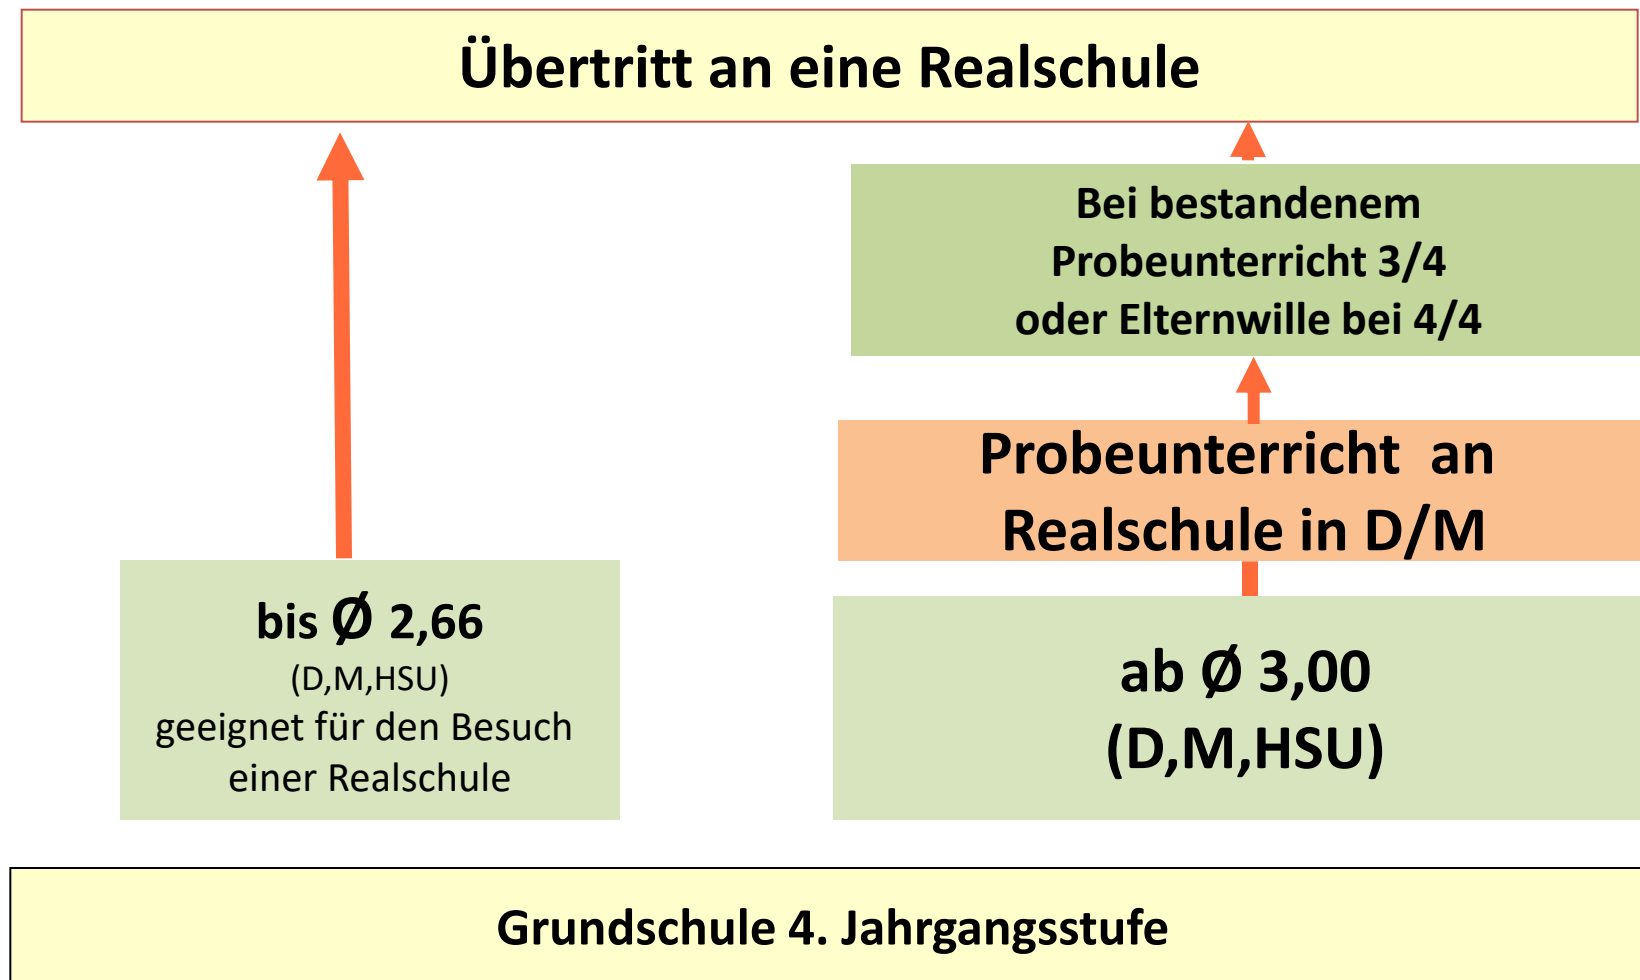 Übertritt an eine Realschule
Bei bestandenem
Probeunterricht 3/4
oder Elternwille bei 4/4
Probeunterricht an
Realschule in D/M
bis Ø 2,66
(D,M,HSU)
geeignet für den Besuch
einer Realschule
ab Ø 3,00
(D,M,HSU)
Grundschule 4. Jahrgangsstufe